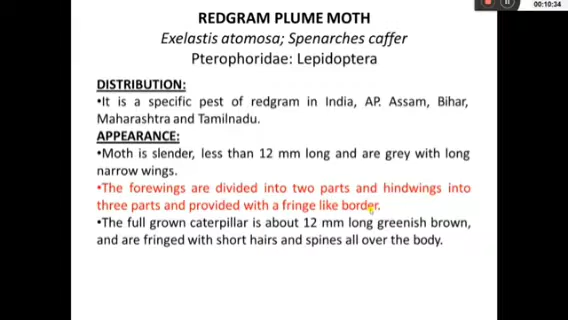 00:10:34
REDGRAM PLUME MOTH
Exelastis atomosa; Spenarches caffer
Pterophoridae: Lepidoptera
DISTRIBUTION:
•It is a specific pest of redgram in India, AP. Assam, Bihar,
Maharashtra and Tamilnadu.
APPEARANCE:
•Moth is slender, less than 12 mm long and are grey with long
narrow wings.
•The forewings are divided into two parts and hindwings into
three parts and provided with a fringe like border.
•The full grown caterpillar is about 12 mm long greenish brown,
and are fringed with short hairs and spines all over the body.